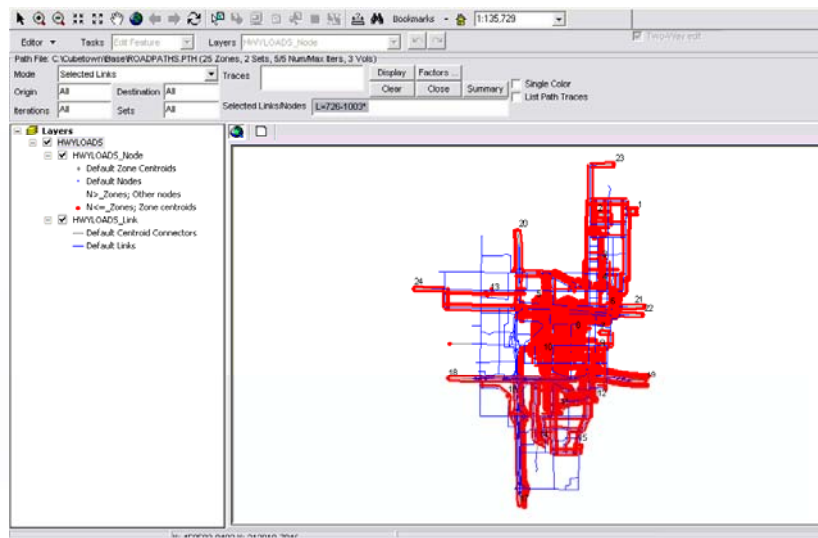 Bookmarks - 1:135,729
Editor Tasks Edit Feature Layers HWYLOADS_Node Two-Way edit
Path File: C:\Cubetown\Base\ROADPATHS.PTH (25 Zones, 2 Sets, 5/5 Num/Max Iters, 3 Vols)
Mode Selected Links Traces Display Factors ...
Origin All Destination All Clear Close Summary Single Color
List Path Traces
Iterations All Sets All Selected Links/Nodes L=726-1003*
Layers
HWYLOADS
HWYLOADS_Node
Default Zone Centroids
Default Nodes
N>_Zones; Other nodes
N<=_Zones; Zone centroids
HWYLOADS_Link
Default Centroid Connectors
Default Links
23
1
20
24
21
22
18
19
12
15